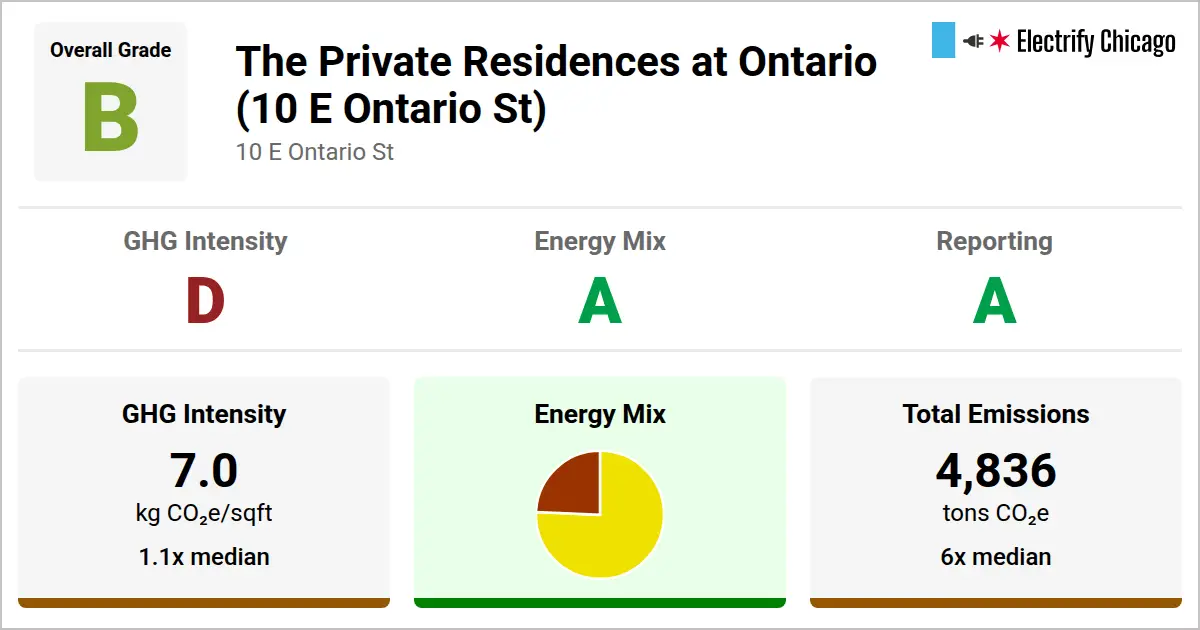 Overall Grade
B
The Private Residences at Ontario
(10 E Ontario St)
10 E Ontario St
Electrify Chicago
GHG Intensity
D
Energy Mix
A
Reporting
A
GHG Intensity
7.0
kg CO₂e/sqft
1.1x median
Energy Mix
Total Emissions
4,836
tons CO₂e
6x median